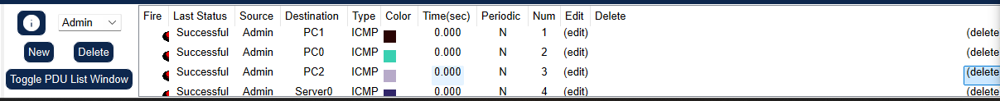 Admin
New
Delete
Toggle PDU List Window
Fire Last Status Source Destination Type Color Time(sec) Periodic Num Edit Delete
Successful Admin PC1 ICMP 0.000 N 1 (edit) (delete
Successful Admin PC0 ICMP 0.000 N 2 (edit) (delete
Successful Admin PC2 ICMP 0.000 N 3 (edit) (delete
Successful Admin Server0 ICMP 0.000 N 4 (edit) (delete